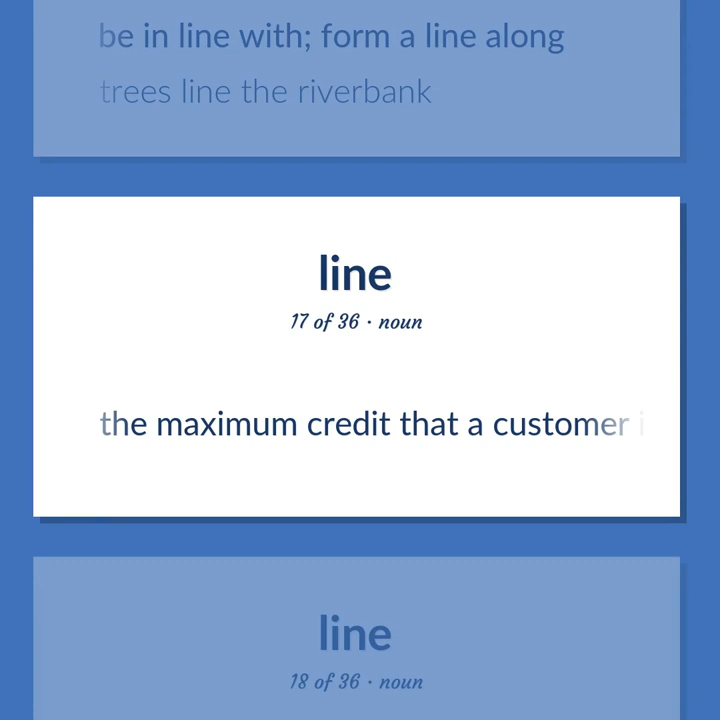 be in line with; form a line along
trees line the riverbank
line
17 of 36 · noun
the maximum credit that a customer
line
18 of 36 · noun